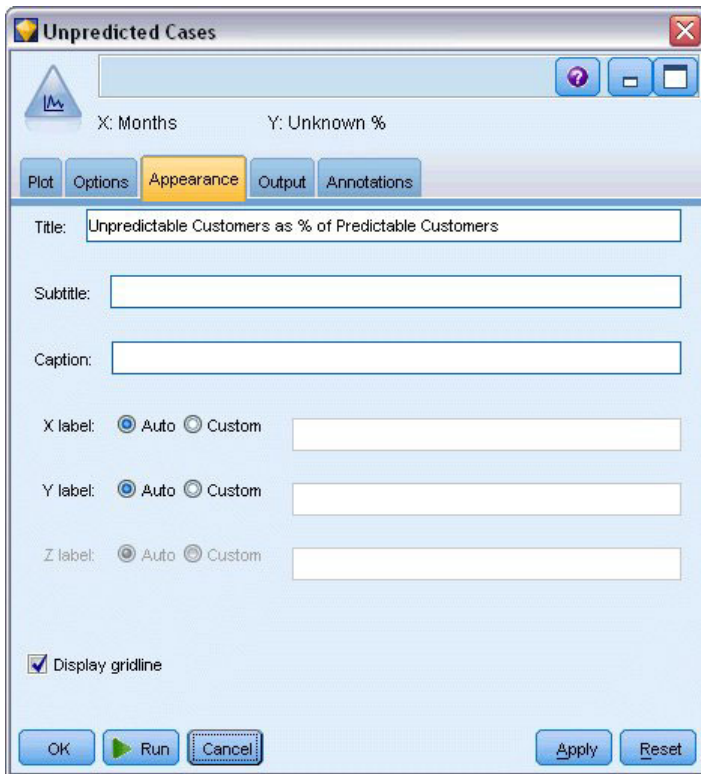 Unpredicted Cases
X: Months Y: Unknown %
Plot Options Appearance Output Annotations
Title: Unpredictable Customers as % of Predictable Customers
Subtitle:
Caption:
X label: Auto Custom
Y label: Auto Custom
Z label: Auto Custom
Display gridline
OK Run Cancel Apply Reset